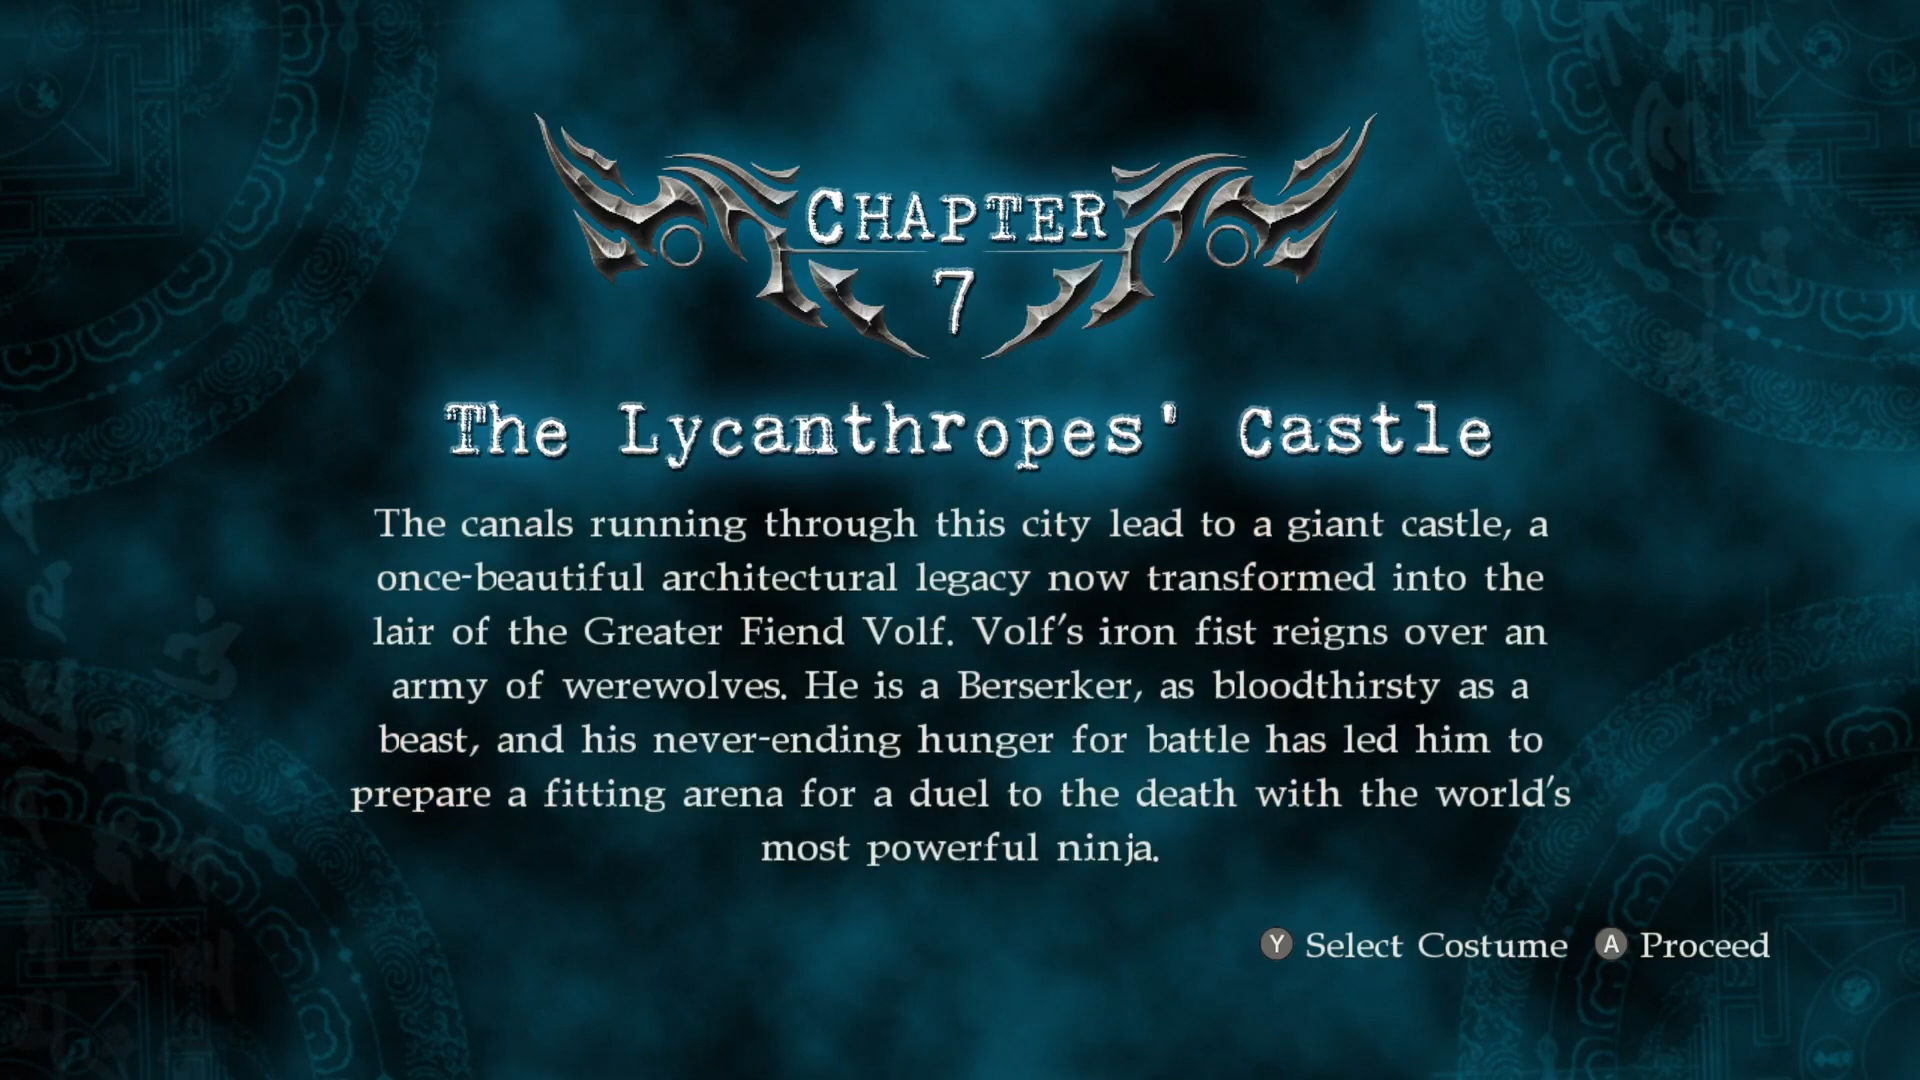 CHAPTER
7
The Lycanthropes' Castle
The canals running through this city lead to a giant castle, a
once-beautiful architectural legacy now transformed into the
lair of the Greater Fiend Volf. Volf's iron fist reigns over an
army of werewolves. He is a Berserker, as bloodthirsty as a
beast, and his never-ending hunger for battle has led him to
prepare a fitting arena for a duel to the death with the world's
most powerful ninja.
Y Select Costume A Proceed